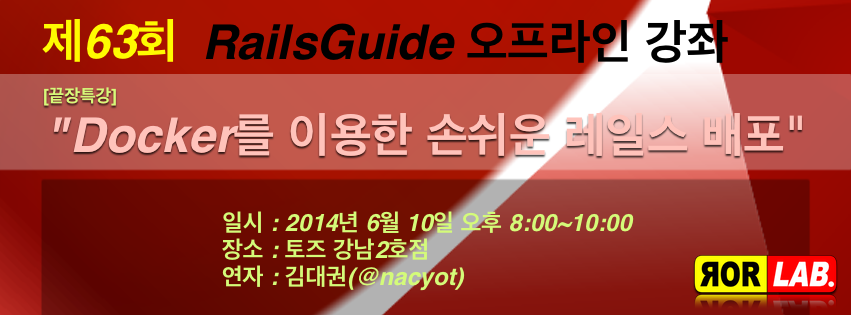 제63회 RailsGuide 오프라인 강좌
[끝장특강]
"Docker를 이용한 손쉬운 레일스 배포"
일시 : 2014년 6월 10일 오후 8:00~10:00
장소 : 토즈 강남2호점
연자 : 김대권(@nacyot)
ROR LAB.